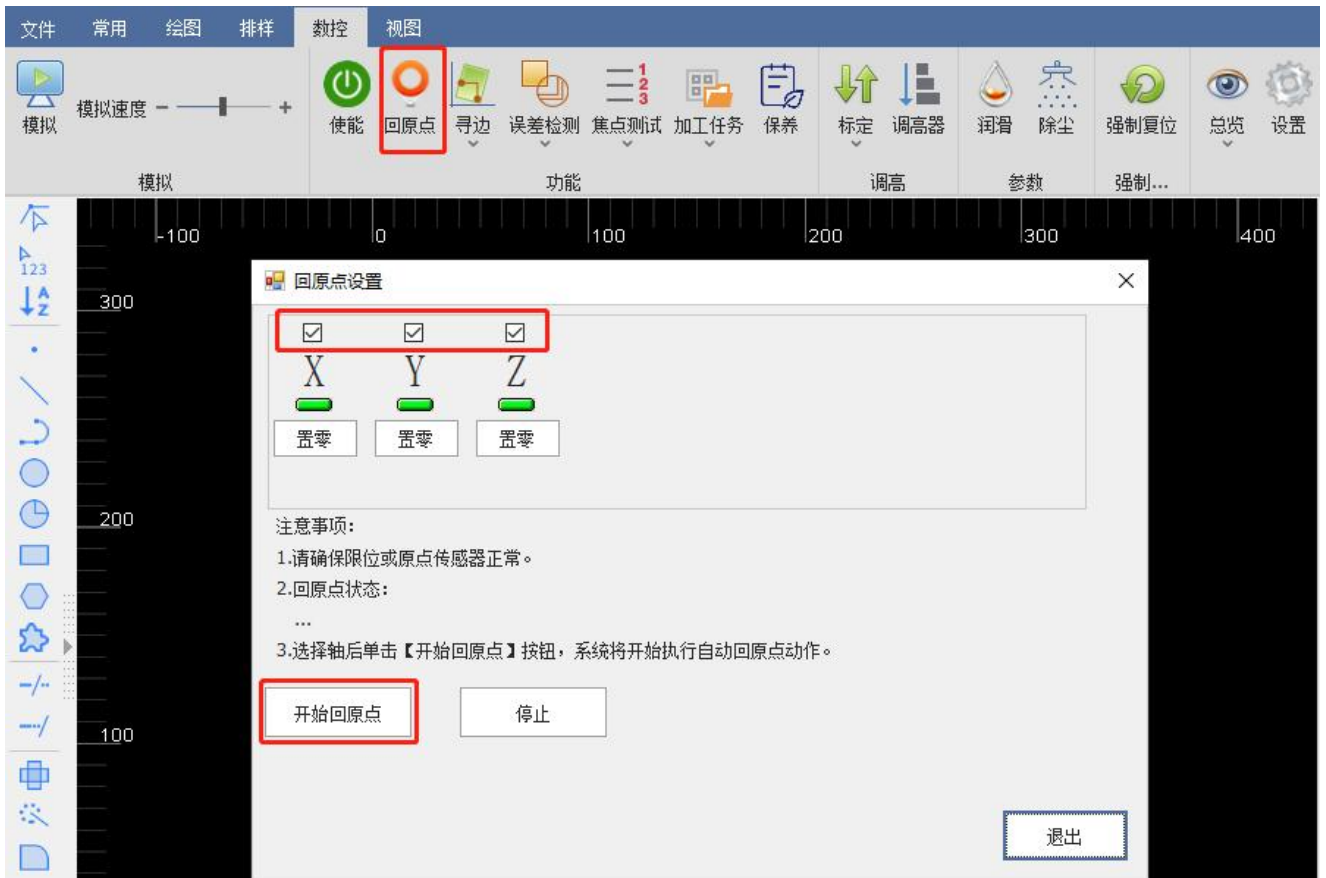 文件 常用 绘图 排样 数控 视图
模拟 模拟速度 - + 使能 回原点 寻边 误差检测 焦点测试 加工任务 保养 标定 调高器 润滑 除尘 强制复位 总览 设置
模拟 功能 调高 参数 强制...
-100 0 100 200 300 400
123
A
Z
300
200
100
回原点设置
X Y Z
置零 置零 置零
注意事项：
1.请确保限位或原点传感器正常。
2.回原点状态：
...
3.选择轴后单击【开始回原点】按钮，系统将开始执行自动回原点动作。
开始回原点 停止
退出